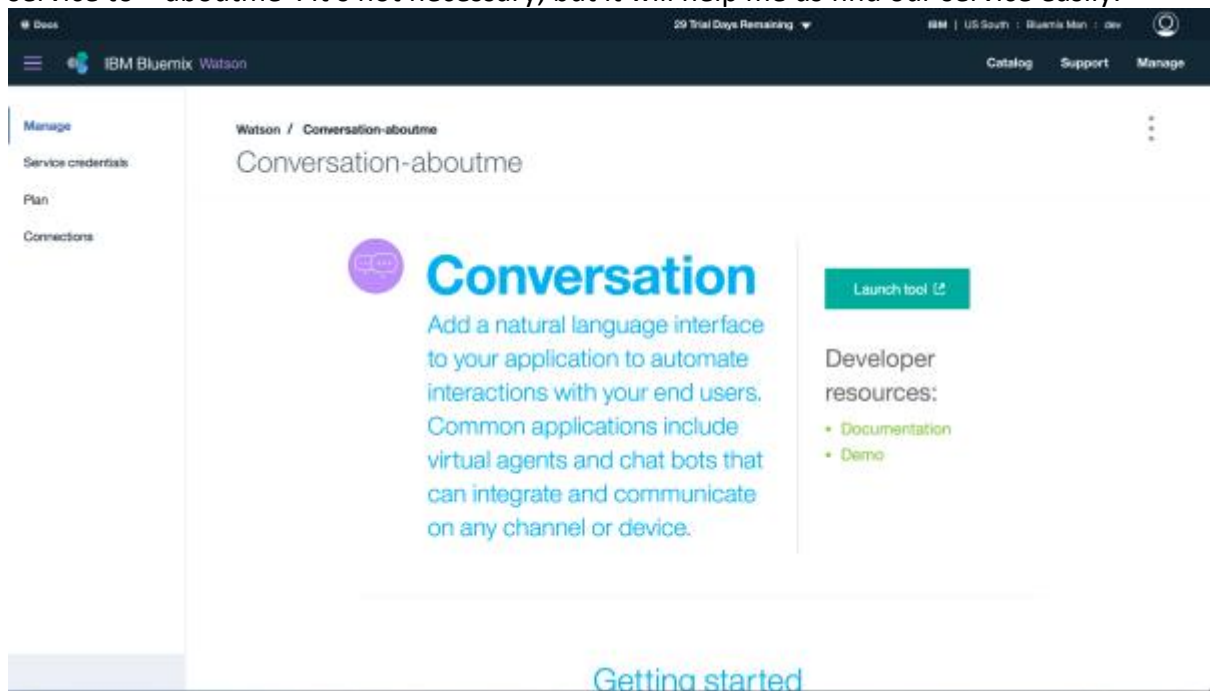 service to "-aboutme". It's not necessary, but it will help me as find our service easily.
Docs
29 Trial Days Remaining
IBM | US South : Bluemix Man : dev
IBM Bluemix Watson
Catalog Support Manage
Manage
Service credentials
Plan
Connections
Watson / Conversation-aboutme
Conversation-aboutme
Conversation
Add a natural language interface
to your application to automate
interactions with your end users.
Common applications include
virtual agents and chat bots that
can integrate and communicate
on any channel or device.
Launch tool
Developer
resources:
• Documentation
• Demo
Getting started